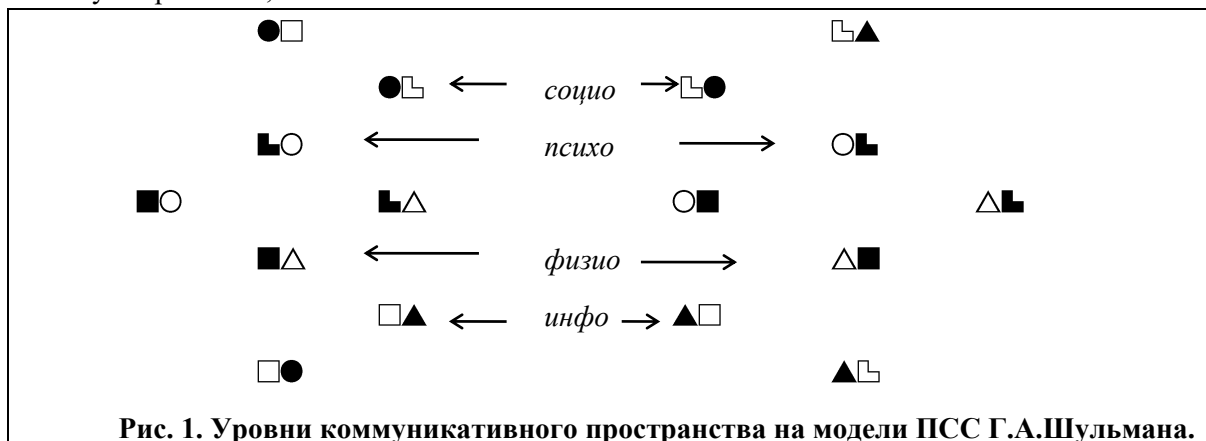 социо
психо
физио
инфо
Рис. 1. Уровни коммуникативного пространства на модели ПСС Г.А.Шульмана.